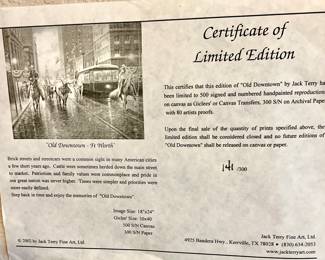 Certificate of
Limited Edition
This certifies that this edition of "Old Downtown" by Jack Terry has
been limited to 500 signed and numbered handpainted reproductions
on canvas as Giclees' or Canvas Transfers, 300 S/N on Archival Paper
with 80 artists proofs.
Upon the final sale of the quantity of prints specified above, the
limited edition shall be considered closed and no future editions of
"Old Downtown" shall be released on canvas or paper.
141 /300
"Old Downtown - Ft Worth"
Brick streets and streetcars were a common sight in many American cities
a few short years ago. Cattle were sometimes herded down the main street
to market. Patriotism and family values were commonplace and pride in
our great nation was never higher. Times were simpler and priorities were
more easily defined.
Step back in time and enjoy the memories of "Old Downtown"
Image Size: 18"x24"
Giclee' Size: 30x40
500 S/N Canvas
300 S/N Paper
© 2002 by Jack Terry Fine Art, Ltd.
Jack Terry Fine Art, Ltd.
4925 Bandera Hwy., Kerrville, TX 78028 • (830) 634-2053
www.jackterryart.com